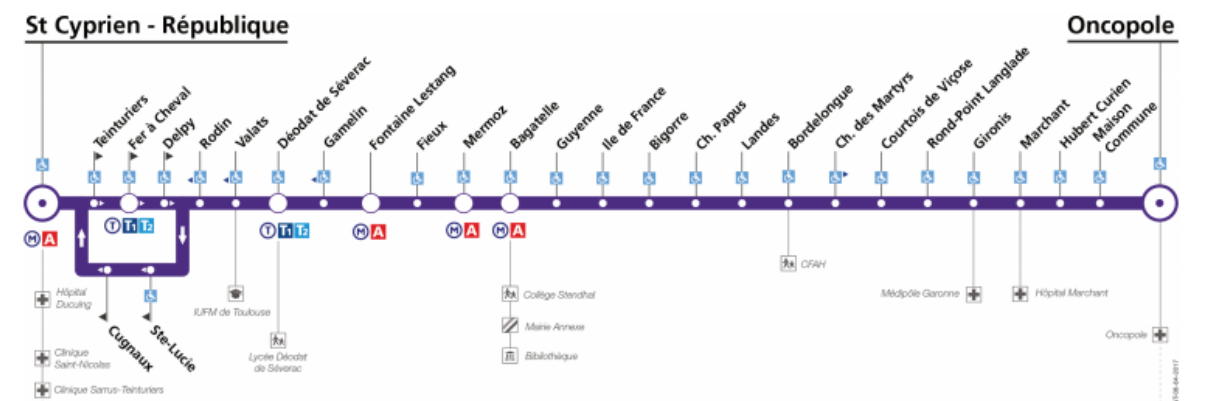 St Cyprien - République
Oncopole
Teinturiers
Fer à Cheval
Delpy
Rodin
Valats
Déodat de Séverac
Gamelin
Fontaine Lestang
Fieux
Mermoz
Bagatelle
Guyenne
Ile de France
Bigorre
Ch. Papus
Landes
Bordelongue
Ch. des Martyrs
Courtois de Viçose
Rond-Point Langlade
Gironis
Marchant
Hubert Curien
Maison
Commune
M A
T T1 T2
T T1 T2
M A
M A
M A
Cugnaux
Ste-Lucie
Hôpital
Ducuing
Clinique
Saint-Nicolas
Clinique Sarrus-Teinturiers
IUFM de Toulouse
Lycée Déodat
de Séverac
Collège Stendhal
Mairie Annexe
Bibliothèque
CFAH
Médipôle Garonne
Hôpital Marchant
Oncopole